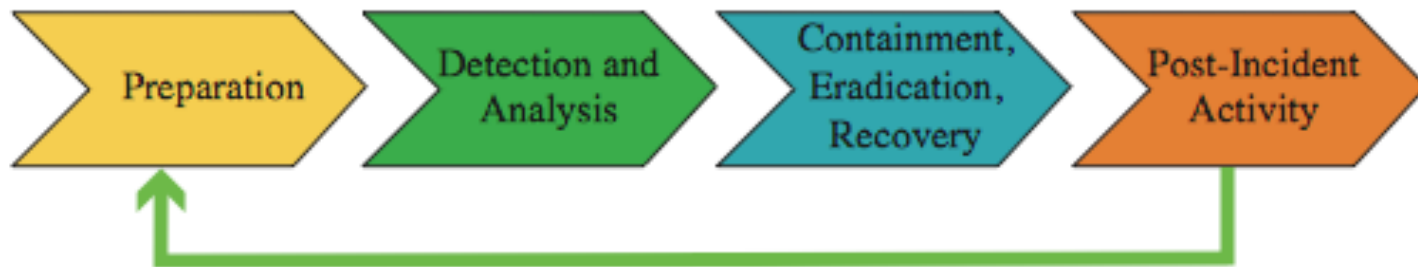 Preparation
Detection and
Analysis
Containment,
Eradication,
Recovery
Post-Incident
Activity